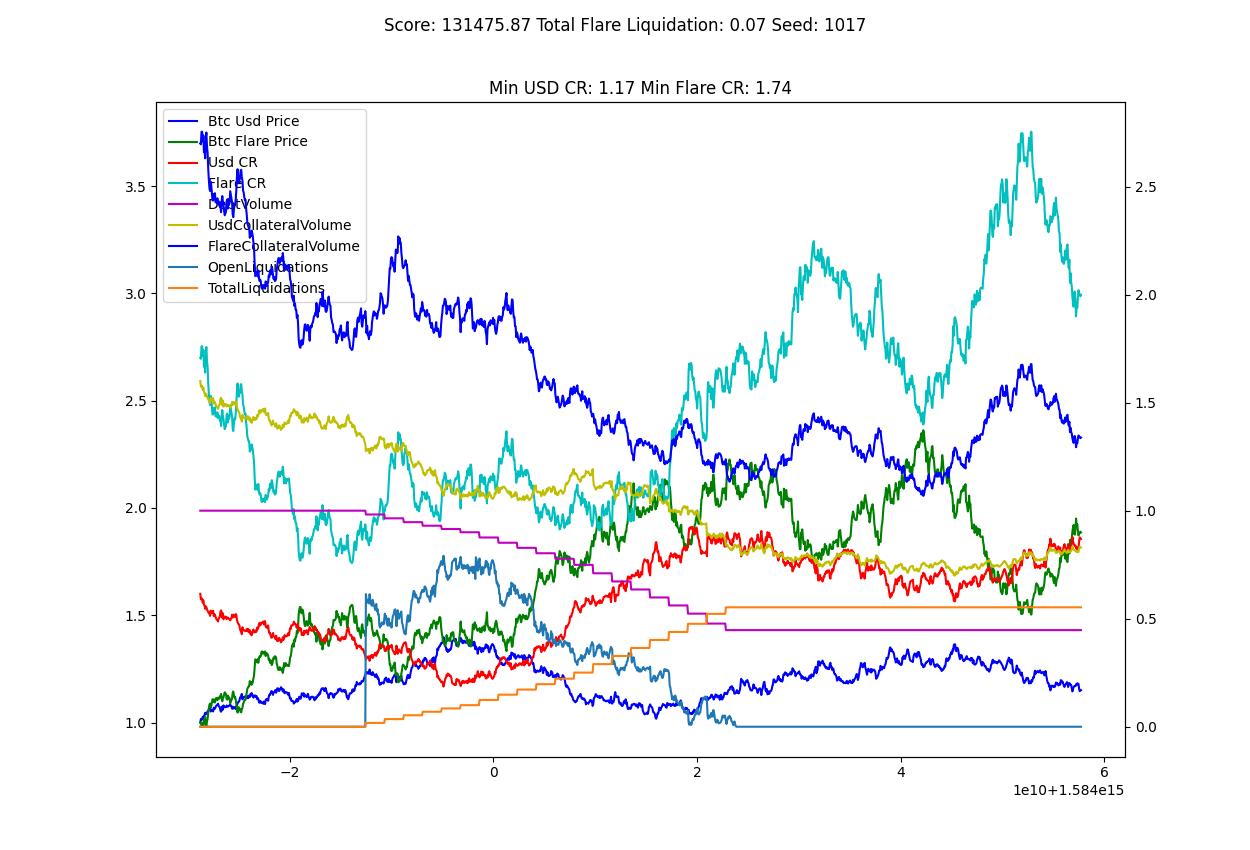 Score: 131475.87 Total Flare Liquidation: 0.07 Seed: 1017
Min USD CR: 1.17 Min Flare CR: 1.74
Btc Usd Price
Btc Flare Price
Usd CR
Flare CR
DebtVolume
UsdCollateralVolume
FlareCollateralVolume
OpenLiquidations
TotalLiquidations
3.5
3.0
2.5
2.0
1.5
1.0
2.5
2.0
1.5
1.0
0.5
0.0
−2
0
2
4
6
1e10+1.584e15